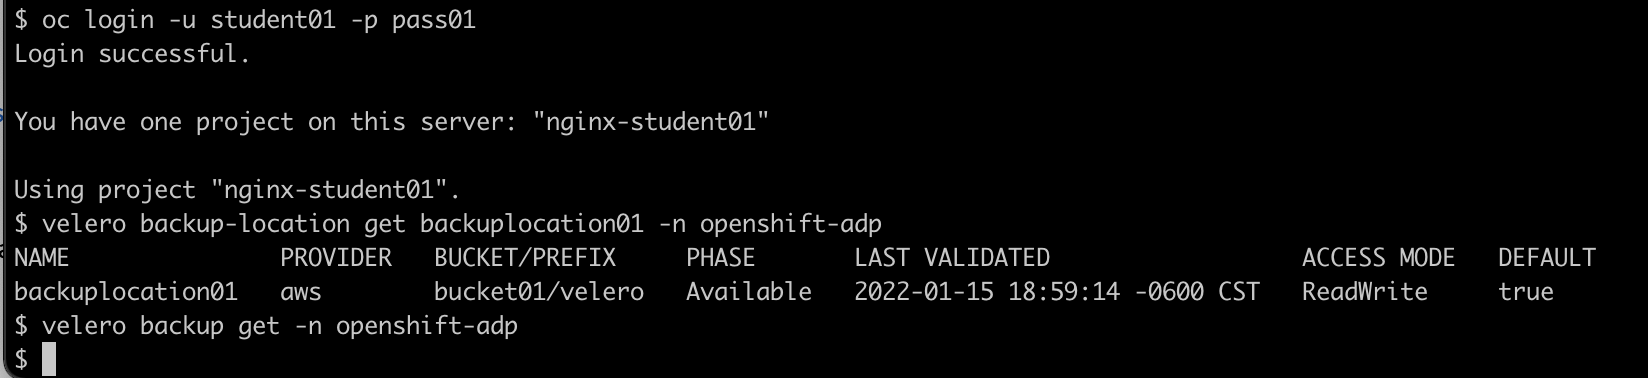 $ oc login -u student01 -p pass01
Login successful.
You have one project on this server: "nginx-student01"
Using project "nginx-student01".
$ velero backup-location get backuplocation01 -n openshift-adp
NAME PROVIDER BUCKET/PREFIX PHASE LAST VALIDATED ACCESS MODE DEFAULT
backuplocation01 aws bucket01/velero Available 2022-01-15 18:59:14 -0600 CST ReadWrite true
$ velero backup get -n openshift-adp
$